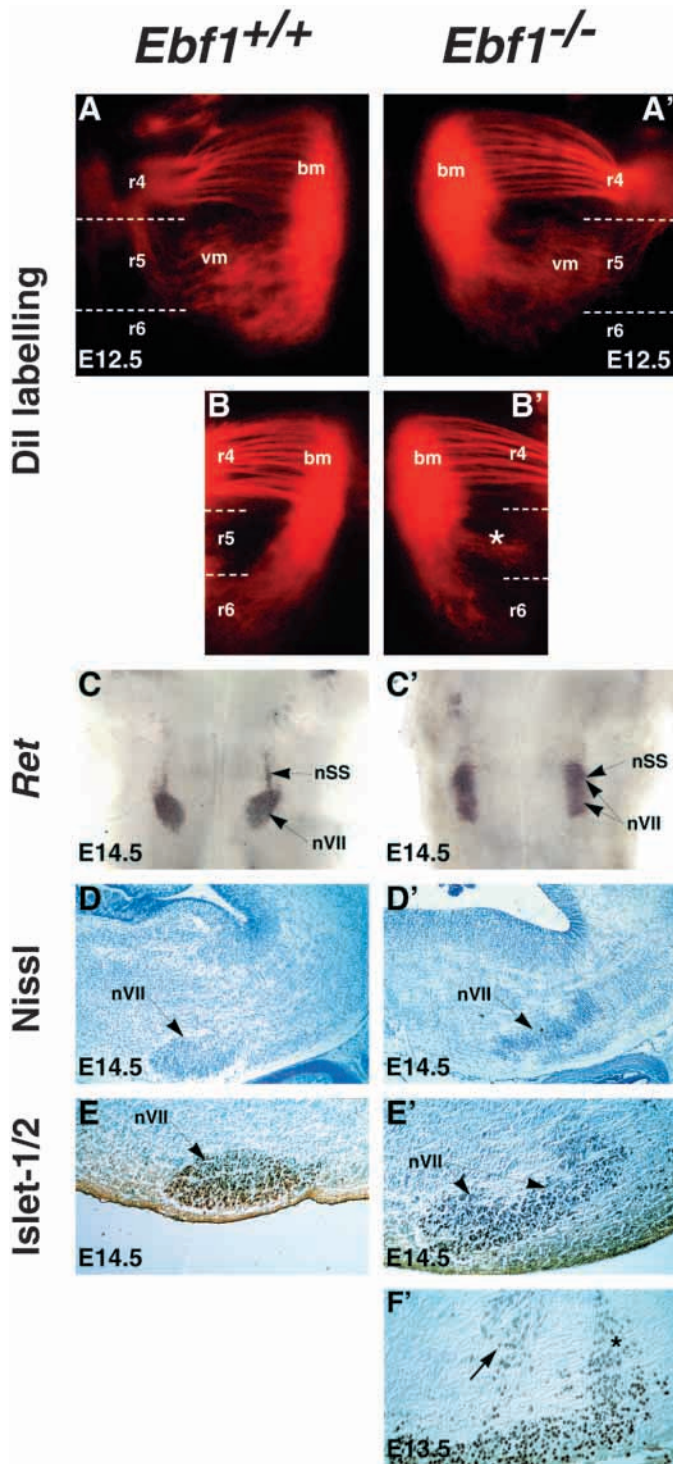 Ebf1+/+ Ebf1-/-
DiI labelling
A A'
r4 bm bm r4
r5 vm vm r5
r6 r6
E12.5 E12.5
B B'
r4 bm bm r4
r5 * r5
r6 r6
Ret
C C'
nSS nSS
nVII nVII
E14.5 E14.5
Nissl
D D'
nVII nVII
E14.5 E14.5
Islet-1/2
E E'
nVII nVII
E14.5 E14.5
F'
*
E13.5